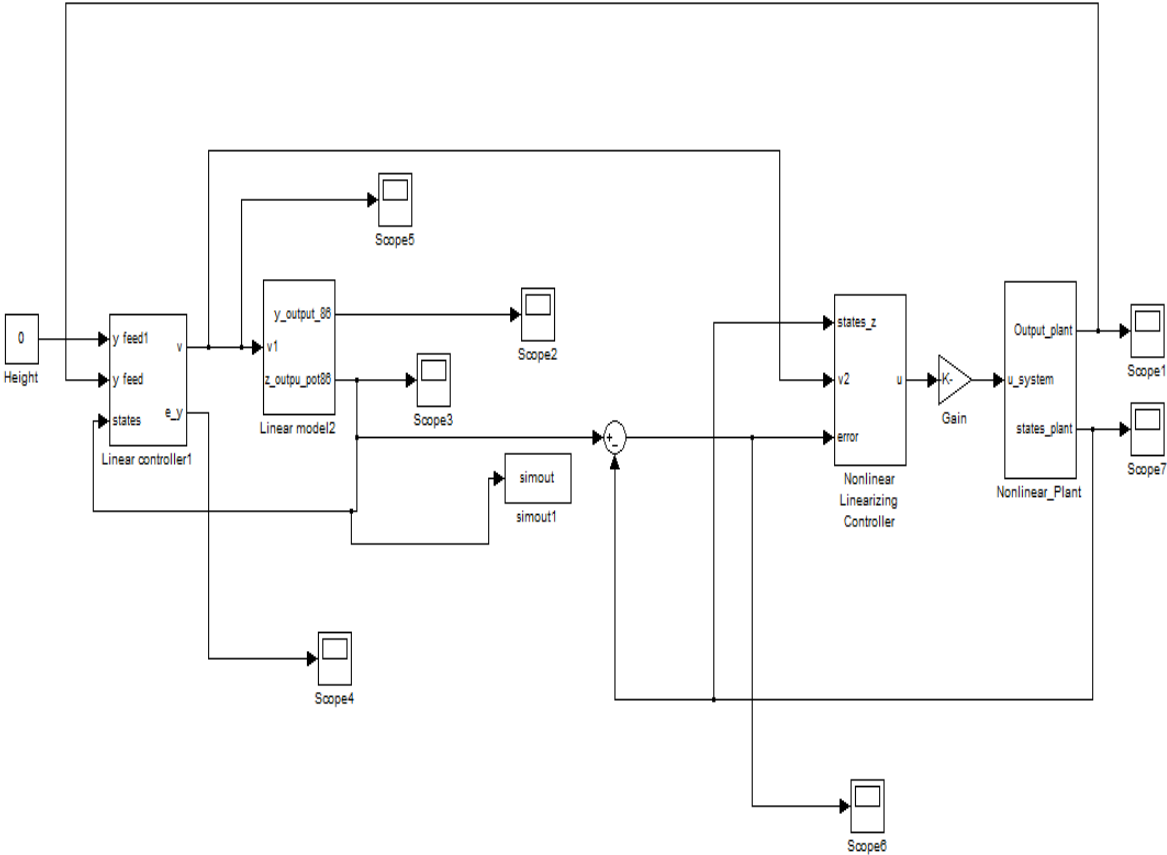 Scope5
y_output_86
v1
z_outpu_pot86
Linear model2
Scope2
Scope3
0
Height
y feed1
y feed
states
v
e_y
Linear controller1
simout
simout1
Scope4
+
-
states_z
v2
error
u
Nonlinear
Linearizing
Controller
K-
Gain
Output_plant
u_system
states_plant
Nonlinear_Plant
Scope1
Scope7
Scope6